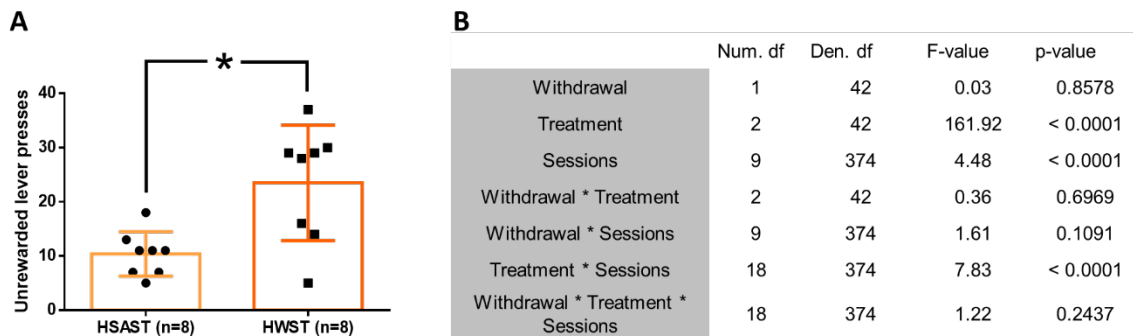 A
*
Unrewarded lever presses
40
30
20
10
0
HSAST (n=8)
HWST (n=8)
B
Num. df Den. df F-value p-value
Withdrawal 1 42 0.03 0.8578
Treatment 2 42 161.92 < 0.0001
Sessions 9 374 4.48 < 0.0001
Withdrawal * Treatment 2 42 0.36 0.6969
Withdrawal * Sessions 9 374 1.61 0.1091
Treatment * Sessions 18 374 7.83 < 0.0001
Withdrawal * Treatment *
Sessions 18 374 1.22 0.2437